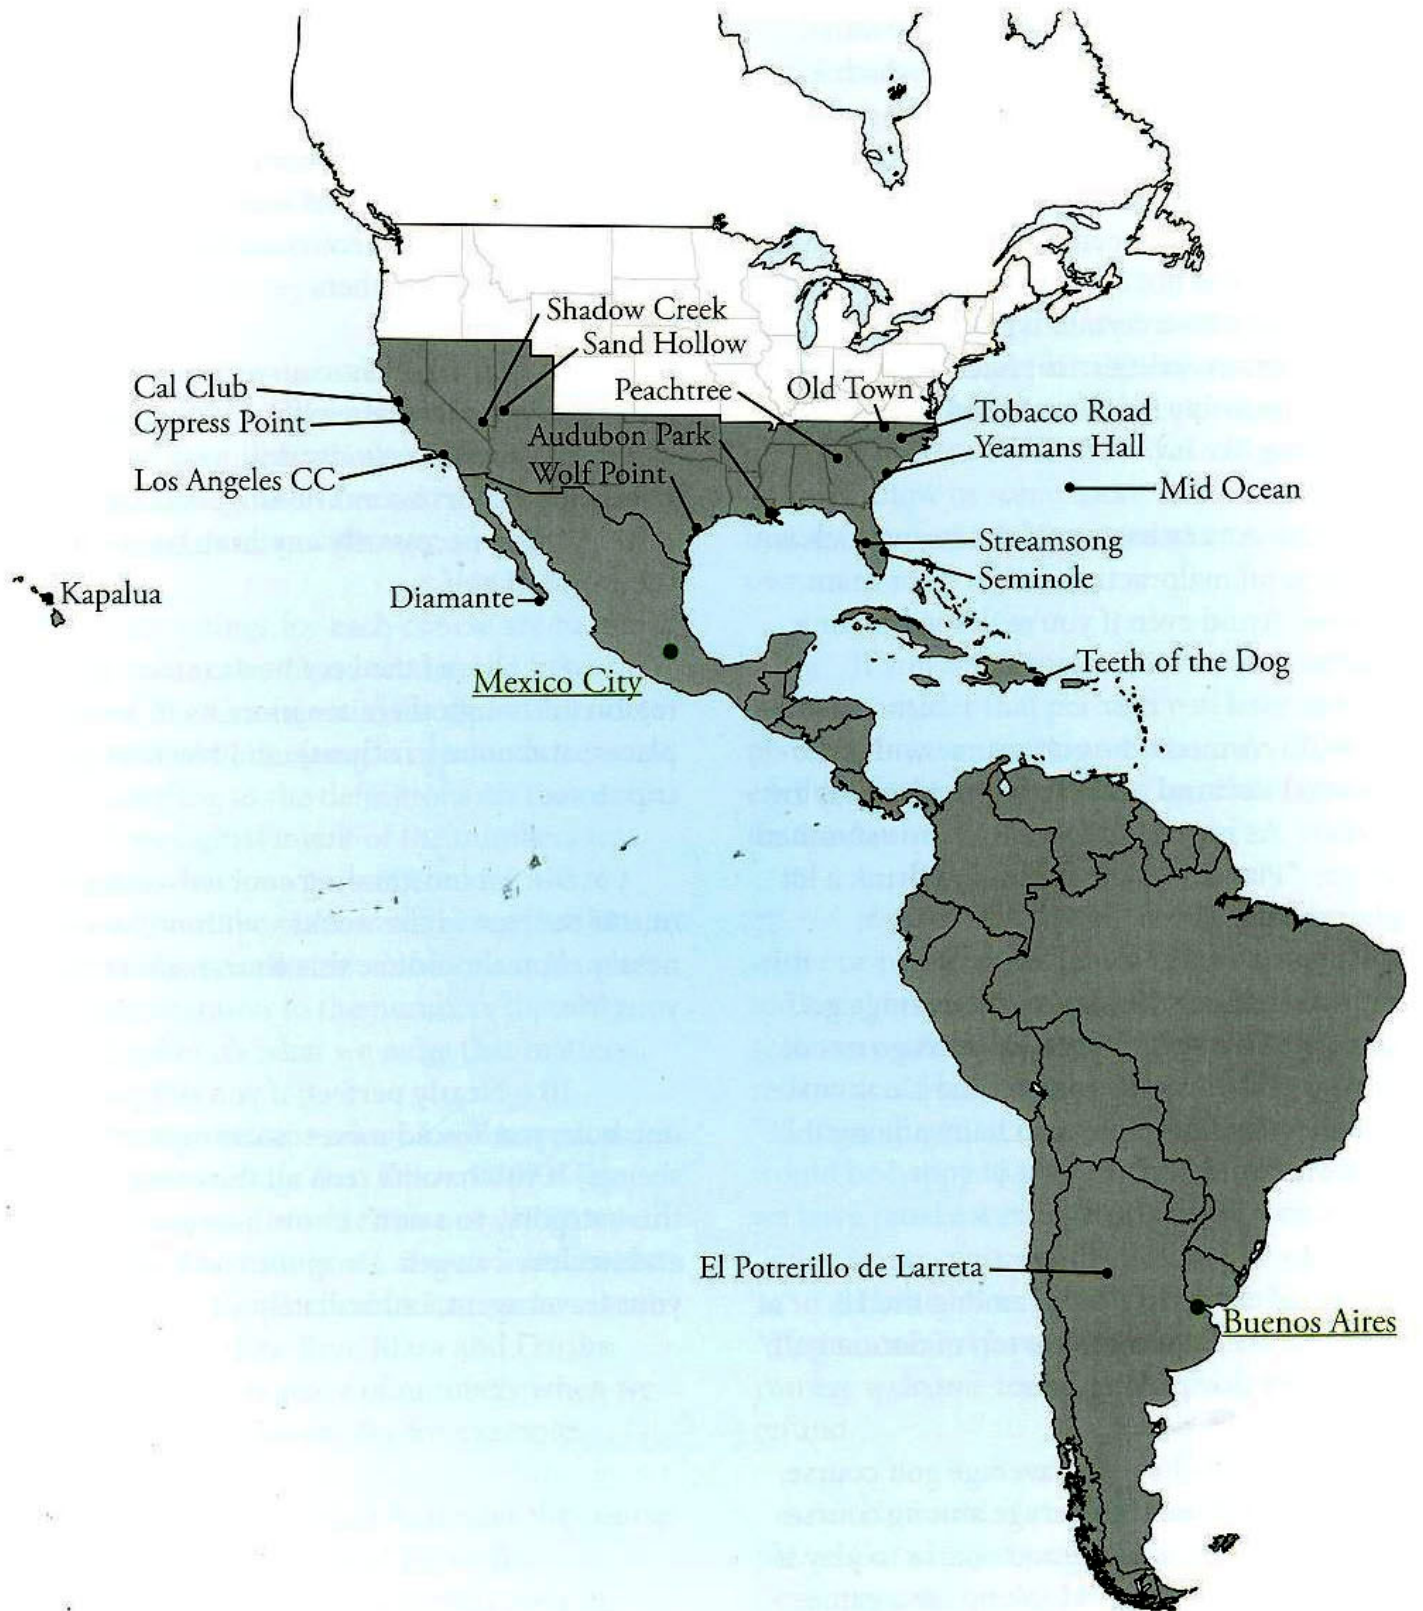 Shadow Creek
Sand Hollow
Cal Club
Peachtree
Old Town
Cypress Point
Tobacco Road
Audubon Park
Yeamans Hall
Wolf Point
Los Angeles CC
Mid Ocean
Streamsong
Seminole
Kapalua
Diamante
Teeth of the Dog
Mexico City
El Potrerillo de Larreta
Buenos Aires